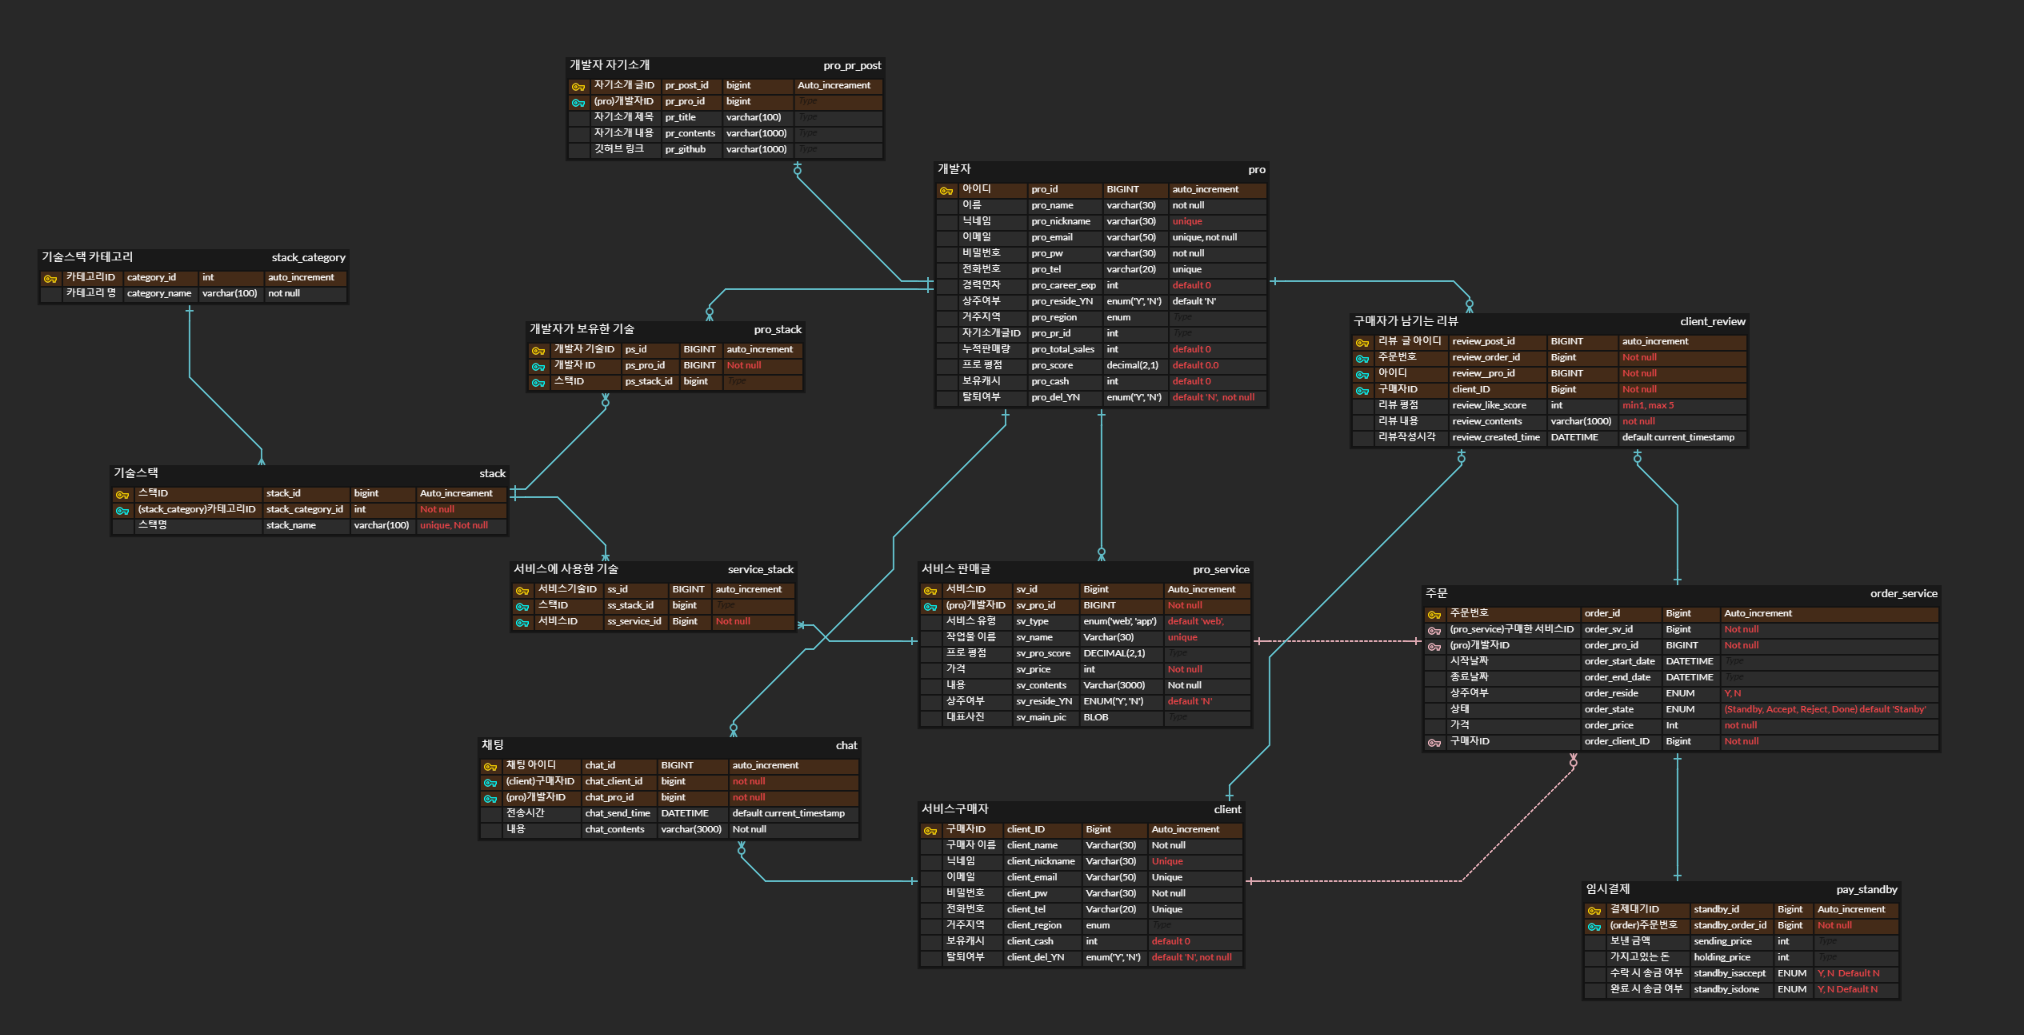 개발자 자기소개 pro_pr_post
자기소개 글ID pr_post_id bigint Auto_increament
(pro)개발자ID pr_pro_id bigint Type
자기소개 제목 pr_title varchar(100) Type
자기소개 내용 pr_contents varchar(1000) Type
깃허브 링크 pr_github varchar(1000) Type
개발자 pro
아이디 pro_id BIGINT auto_increment
이름 pro_name varchar(30) not null
닉네임 pro_nickname varchar(30) unique
이메일 pro_email varchar(50) unique, not null
비밀번호 pro_pw varchar(30) not null
전화번호 pro_tel varchar(20) unique
경력연차 pro_career_exp int default 0
상주여부 pro_reside_YN enum('Y', 'N') default 'N'
거주지역 pro_region enum Type
자기소개글ID pro_pr_id int Type
누적판매량 pro_total_sales int default 0
프로 평점 pro_score decimal(2,1) default 0.0
보유캐시 pro_cash int default 0
탈퇴여부 pro_del_YN enum('Y', 'N') default 'N', not null
기술스택 카테고리 stack_category
카테고리ID category_id int auto_increment
카테고리 명 category_name varchar(100) not null
개발자가 보유한 기술 pro_stack
개발자 기술ID ps_id BIGINT auto_increment
개발자 ID ps_pro_id BIGINT Not null
스택ID ps_stack_id bigint Type
구매자가 남기는 리뷰 client_review
리뷰 글 아이디 review_post_id Bigint auto_increment
주문번호 review_order_id Bigint Not null
아이디 review__pro_id BIGINT Not null
구매자ID client_ID Bigint Not null
리뷰 평점 review_like_score int min1, max 5
리뷰 내용 review_contents varchar(1000) not null
리뷰작성시각 review_created_time DATETIME default current_timestamp
기술스택 stack
스택ID stack_id bigint Auto_increament
(stack_category)카테고리ID stack_category_id int Not null
스택명 stack_name varchar(100) unique, Not null
서비스에 사용한 기술 service_stack
서비스기술ID ss_id BIGINT auto_increment
스택ID ss_stack_id bigint Type
서비스ID ss_service_id Bigint Not null
서비스 판매글 pro_service
서비스ID sv_id Bigint Auto_increment
(pro)개발자ID sv_pro_id BIGINT Not null
서비스 유형 sv_type enum('web', 'app') default 'web',
작업물 이름 sv_name Varchar(30) unique
프로 평점 sv_pro_score DECIMAL(2,1) Type
가격 sv_price int Not null
내용 sv_contents Varchar(3000) Not null
상주여부 sv_reside_YN ENUM('Y', 'N') default 'N'
대표사진 sv_main_pic BLOB Type
주문 order_service
주문번호 order_id Bigint Auto_increment
(pro_service)구매한 서비스ID order_sv_id Bigint Not null
(pro)개발자ID order_pro_id BIGINT Not null
시작날짜 order_start_date DATETIME Type
종료날짜 order_end_date DATETIME Type
상주여부 order_reside ENUM Y, N
상태 order_state ENUM (Standby, Accept, Reject, Done) default 'Stanby'
가격 order_price Int not null
구매자ID order_client_ID Bigint Not null
채팅 chat
채팅 아이디 chat_id BIGINT auto_increment
(client)구매자ID chat_client_id bigint not null
(pro)개발자ID chat_pro_id bigint not null
전송시간 chat_send_time DATETIME default current_timestamp
내용 chat_contents varchar(3000) Not null
서비스구매자 client
구매자ID client_ID Bigint Auto_increment
구매자 이름 client_name Varchar(30) Not null
닉네임 client_nickname Varchar(30) Unique
이메일 client_email Varchar(50) Unique
비밀번호 client_pw Varchar(30) Not null
전화번호 client_tel Varchar(20) Unique
거주지역 client_region enum Type
보유캐시 client_cash int default 0
탈퇴여부 client_del_YN enum('Y', 'N') default 'N', not null
임시결제 pay_standby
결제대기ID standby_id Bigint Auto_increment
(order)주문번호 standby_order_id Bigint Not null
보낸 금액 sending_price int Type
가지고있는 돈 holding_price int Type
수락 시 송금 여부 standby_isaccept ENUM Y, N Default N
완료 시 송금 여부 standby_isdone ENUM Y, N Default N